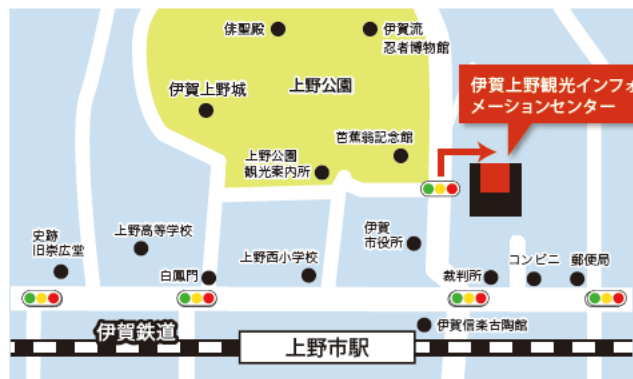 俳聖殿
伊賀流
忍者博物館
伊賀上野城
上野公園
伊賀上野観光インフォ
メーションセンター
芭蕉翁記念館
上野公園
観光案内所
史跡
旧崇広堂
上野高等学校
白鳳門
上野西小学校
伊賀
市役所
裁判所
コンビニ
郵便局
伊賀信楽古陶館
伊賀鉄道
上野市駅